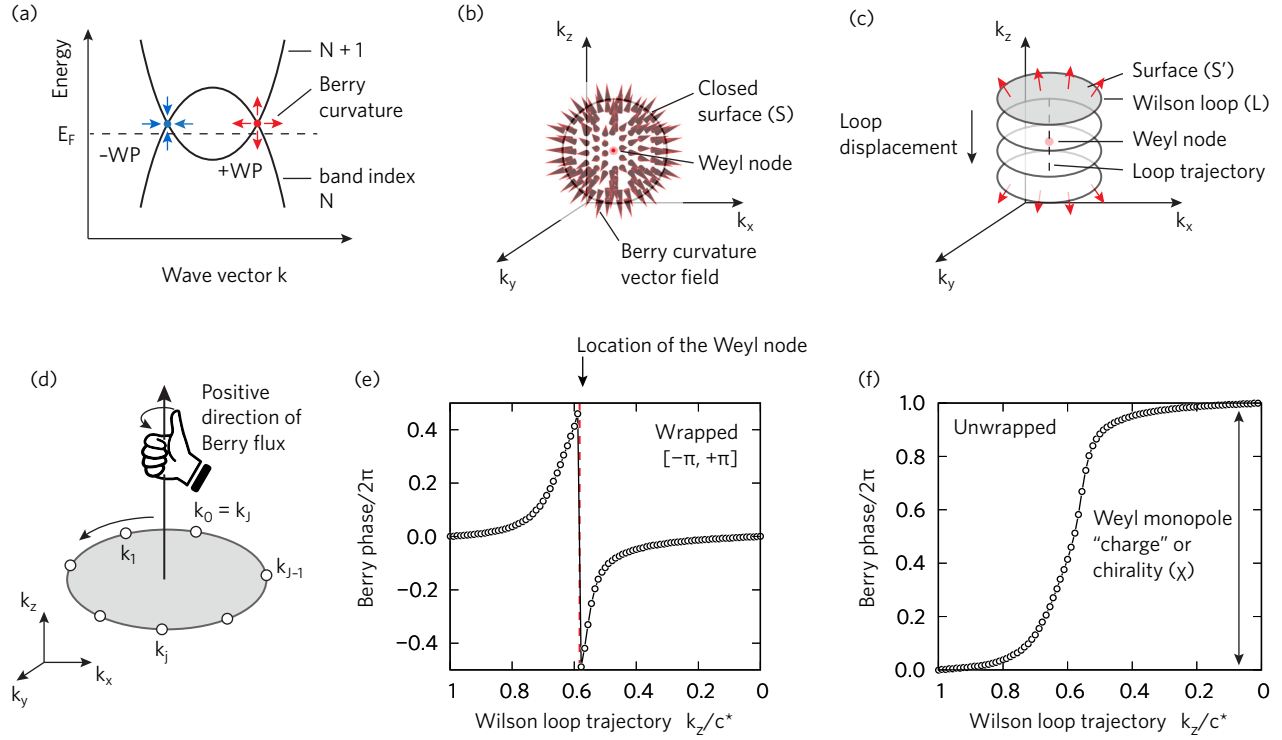 (a)
Energy
E_F
N + 1
Berry
curvature
−WP
+WP
band index
N
Wave vector k
(b)
k_z
Closed
surface (S)
Weyl node
k_x
k_y
Berry curvature
vector field
(c)
k_z
Surface (S')
Wilson loop (L)
Loop
displacement
Weyl node
Loop trajectory
k_x
k_y
(d)
Positive
direction of
Berry flux
k_0 = k_J
k_1
k_{J−1}
k_j
k_z
k_x
k_y
Location of the Weyl node
(e)
Berry phase/2π
0.4
0.2
0.0
−0.2
−0.4
Wrapped
[−π, +π]
1 0.8 0.6 0.4 0.2 0
Wilson loop trajectory k_z/c*
(f)
Berry phase/2π
1.0
0.8
0.6
0.4
0.2
0.0
Unwrapped
Weyl monopole
“charge” or
chirality (χ)
1 0.8 0.6 0.4 0.2 0
Wilson loop trajectory k_z/c*